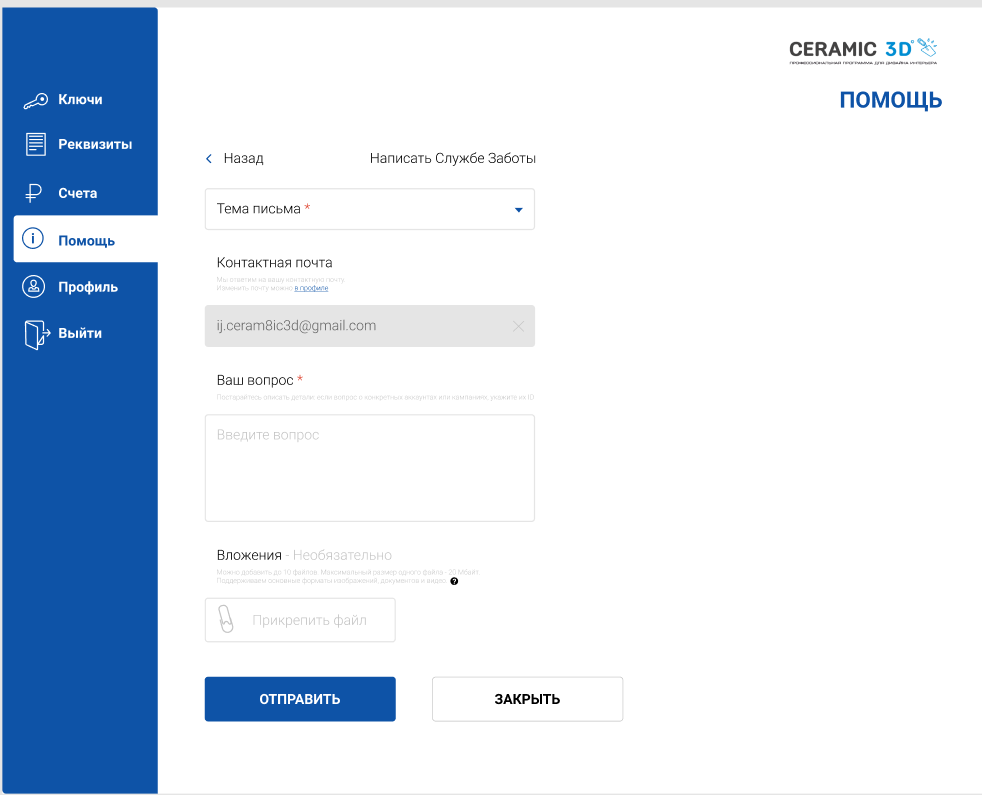 CERAMIC 3D
ПРОФЕССИОНАЛЬНАЯ ПРОГРАММА ДЛЯ ДИЗАЙНА ИНТЕРЬЕРА
ПОМОЩЬ
Ключи
Реквизиты
Счета
Помощь
Профиль
Выйти
Назад
Написать Службе Заботы
Тема письма *
Контактная почта
Мы ответим на вашу контактную почту.
Изменить почту можно в профиле
ij.ceram8ic3d@gmail.com
Ваш вопрос *
Постарайтесь описать детали: если вопрос о конкретных аккаунтах или кампаниях, укажите их ID
Введите вопрос
Вложения - Необязательно
Можно добавить до 10 файлов. Максимальный размер одного файла - 20 Мбайт.
Поддерживаем основные форматы изображений, документов и видео. ?
Прикрепить файл
ОТПРАВИТЬ
ЗАКРЫТЬ